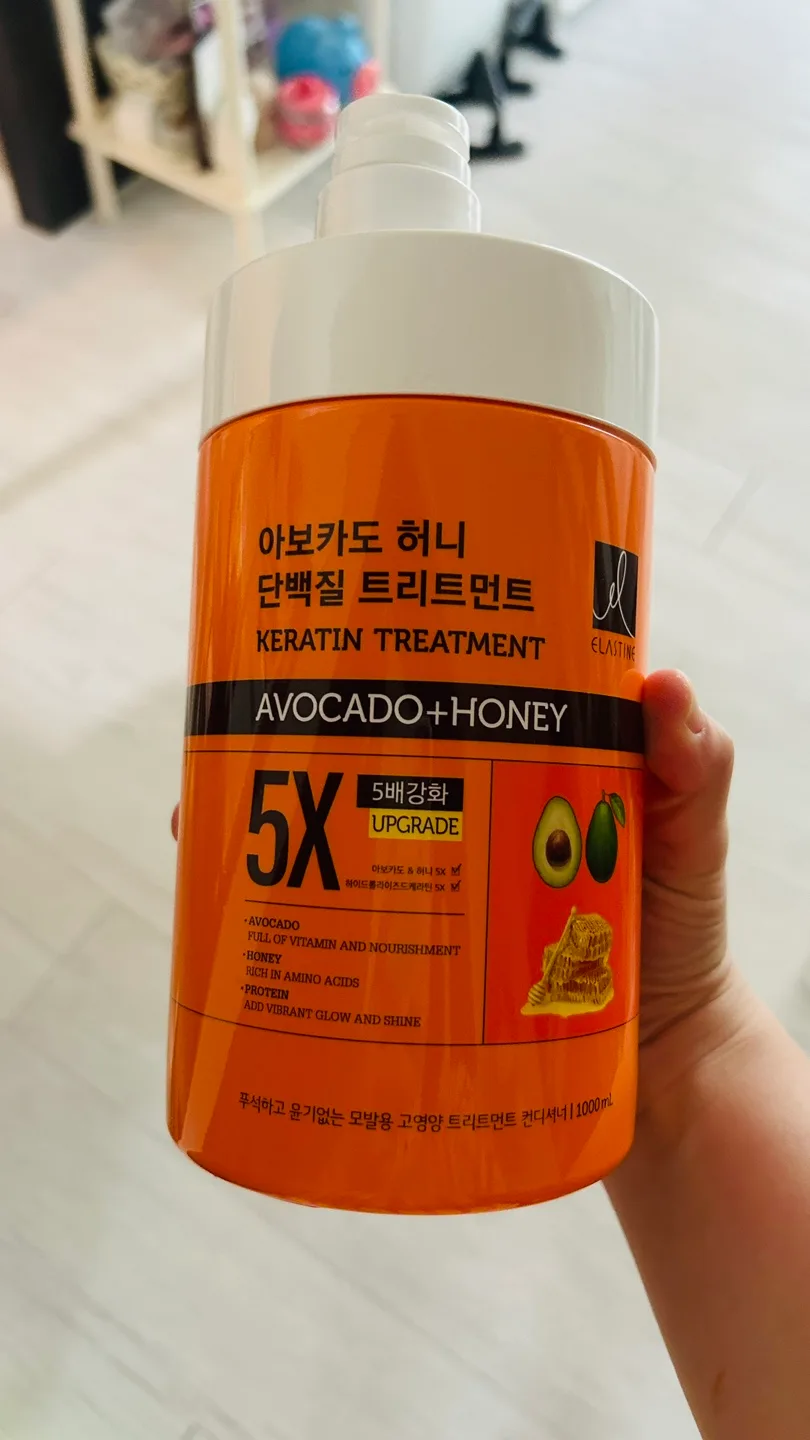 아보카도 허니
단백질 트리트먼트
KERATIN TREATMENT
el
ELASTINE
AVOCADO+HONEY
5X
5배강화
UPGRADE
아보카도 & 허니 5X
하이드롤라이즈드케라틴 5X
·AVOCADO
FULL OF VITAMIN AND NOURISHMENT
·HONEY
RICH IN AMINO ACIDS
·PROTEIN
ADD VIBRANT GLOW AND SHINE
푸석하고 윤기없는 모발용 고영양 트리트먼트 컨디셔너 | 1000mL